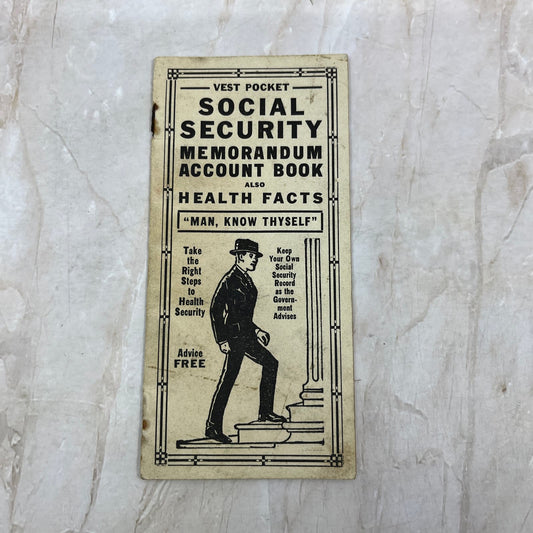 VEST POCKET
SOCIAL
SECURITY
MEMORANDUM
ACCOUNT BOOK
ALSO
HEALTH FACTS
"MAN, KNOW THYSELF"
Take
the
Right
Steps
to
Health
Security
Advice
FREE
Keep
Your Own
Social
Security
Record
as the
Govern-
ment
Advises